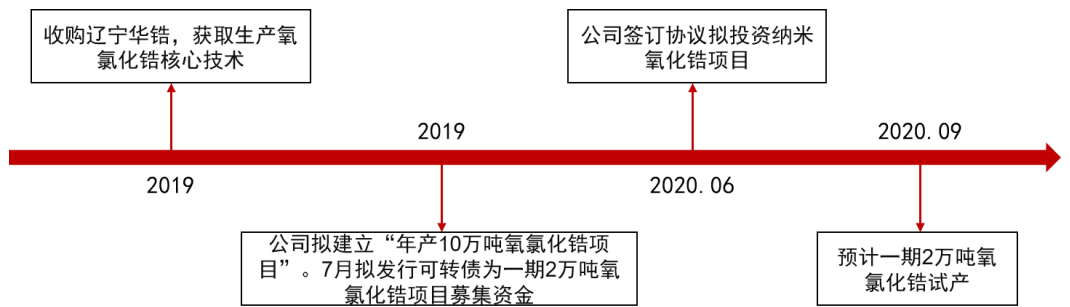 收购辽宁华锆，获取生产氧
氯化锆核心技术
公司签订协议拟投资纳米
氧化锆项目
2019
2020.09
2019
2020.06
公司拟建立“年产10万吨氧氯化锆项
目”。7月拟发行可转债为一期2万吨氧
氯化锆项目募集资金
预计一期2万吨氧
氯化锆试产